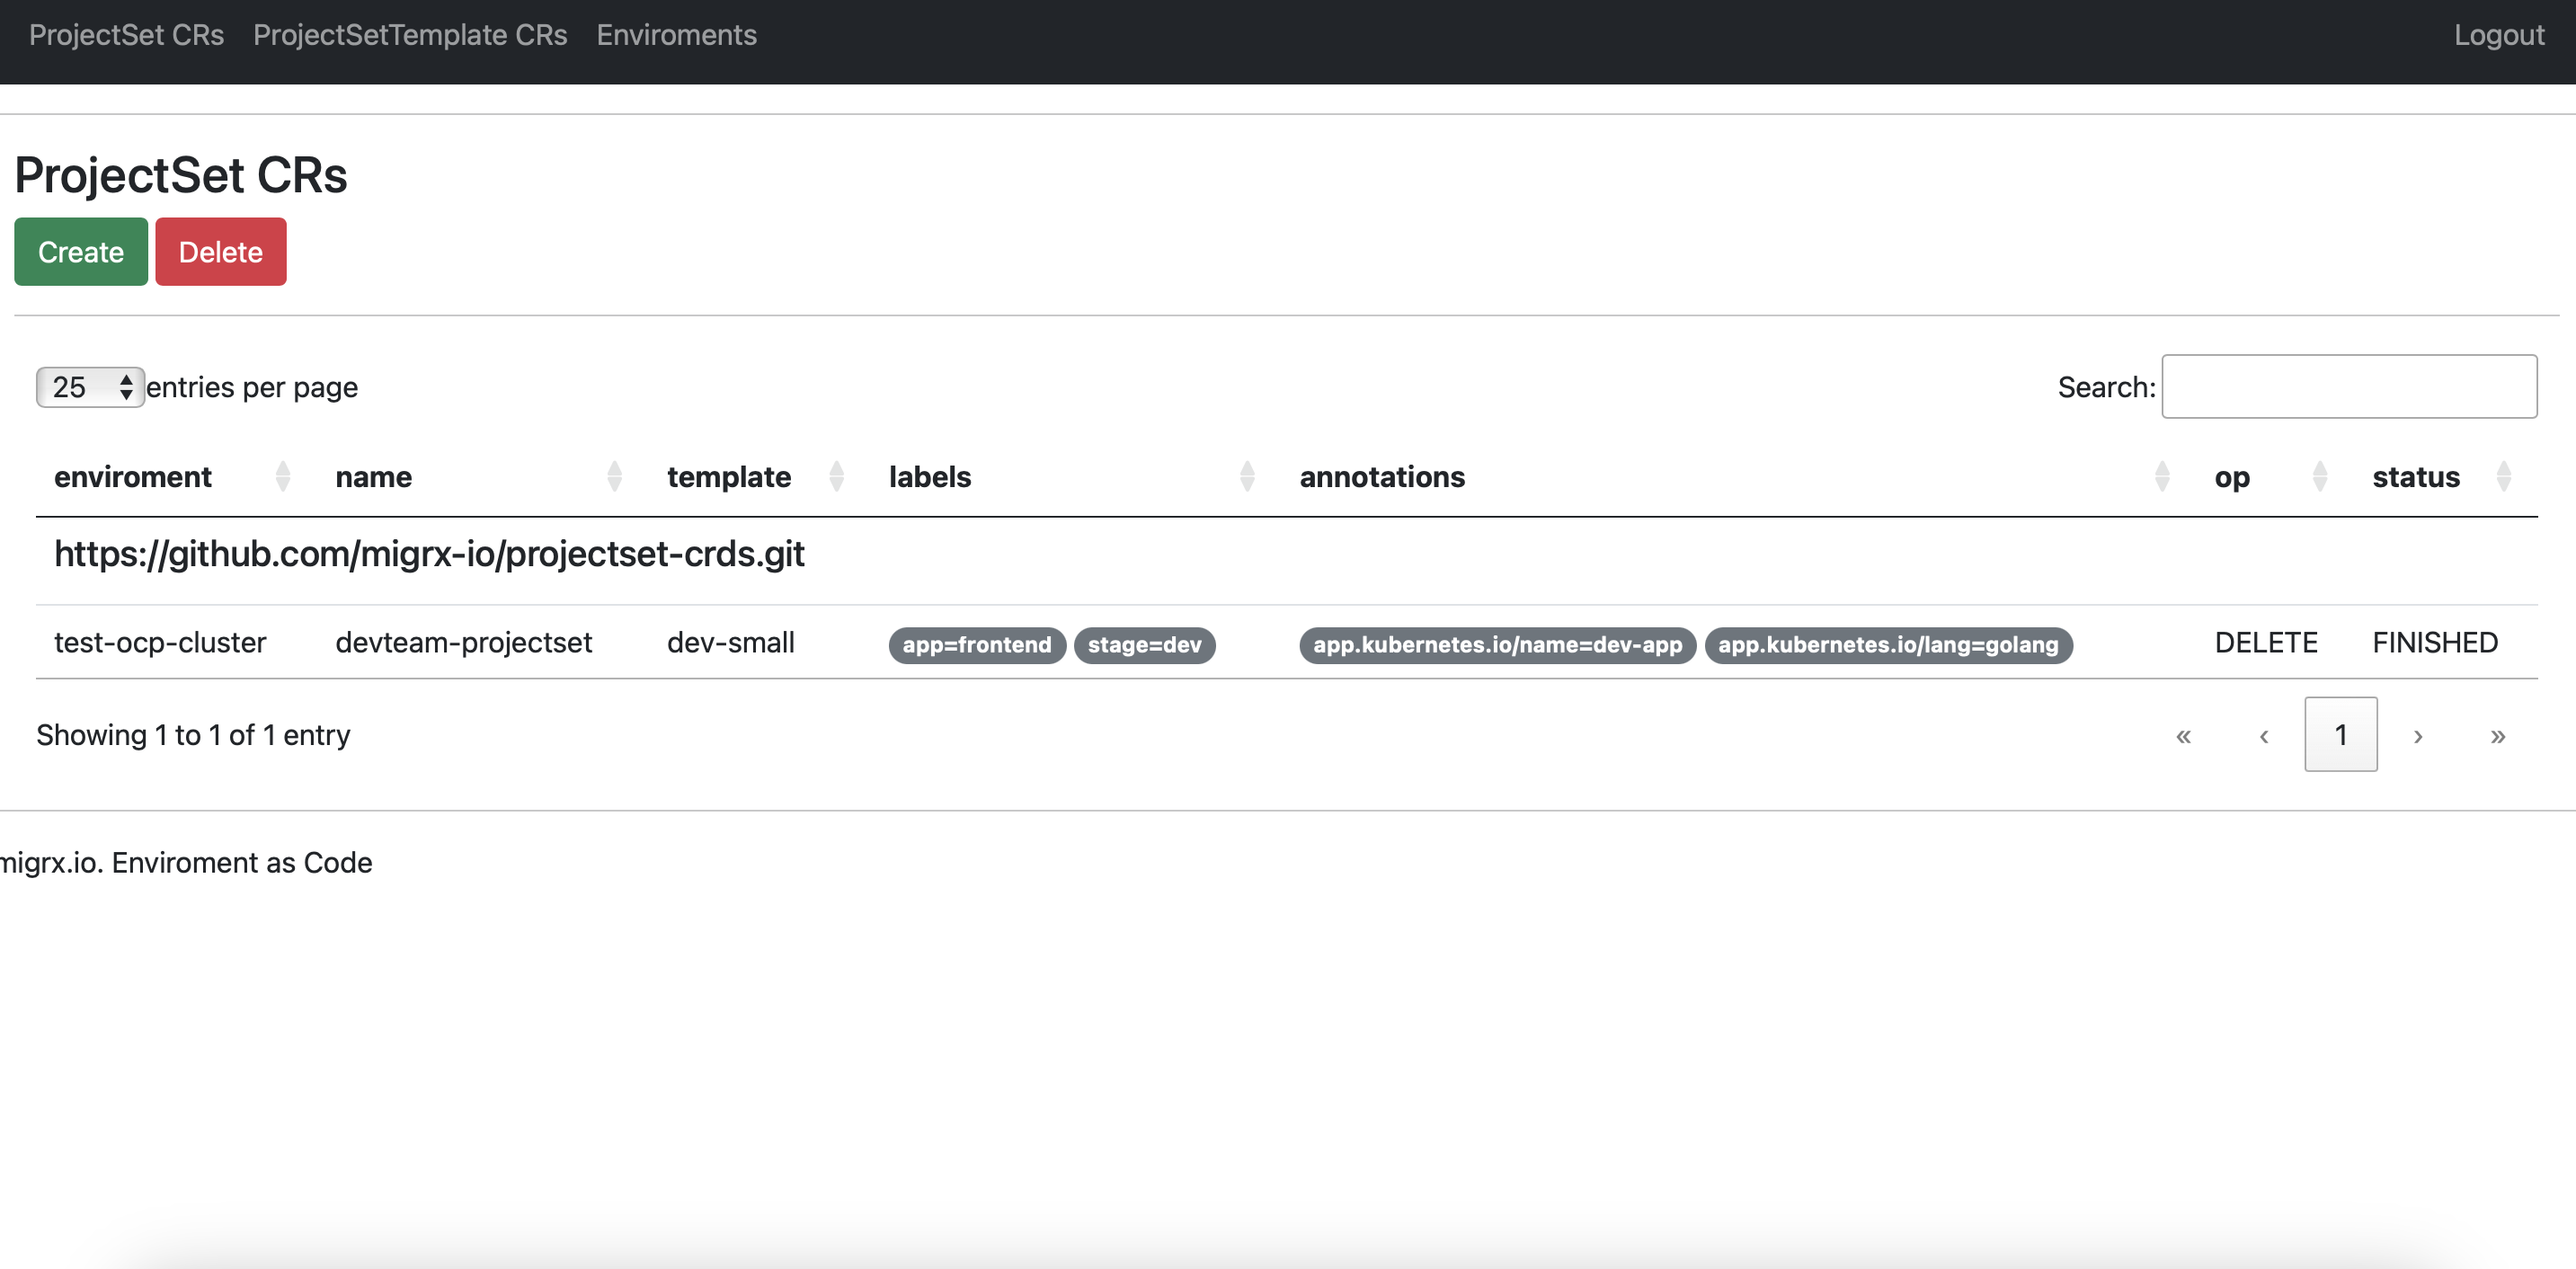 ProjectSet CRs ProjectSetTemplate CRs Enviroments Logout
ProjectSet CRs
Create Delete
25 entries per page Search:
enviroment name template labels annotations op status
https://github.com/migrx-io/projectset-crds.git
test-ocp-cluster devteam-projectset dev-small app=frontend stage=dev app.kubernetes.io/name=dev-app app.kubernetes.io/lang=golang DELETE FINISHED
Showing 1 to 1 of 1 entry « ‹ 1 › »
migrx.io. Enviroment as Code